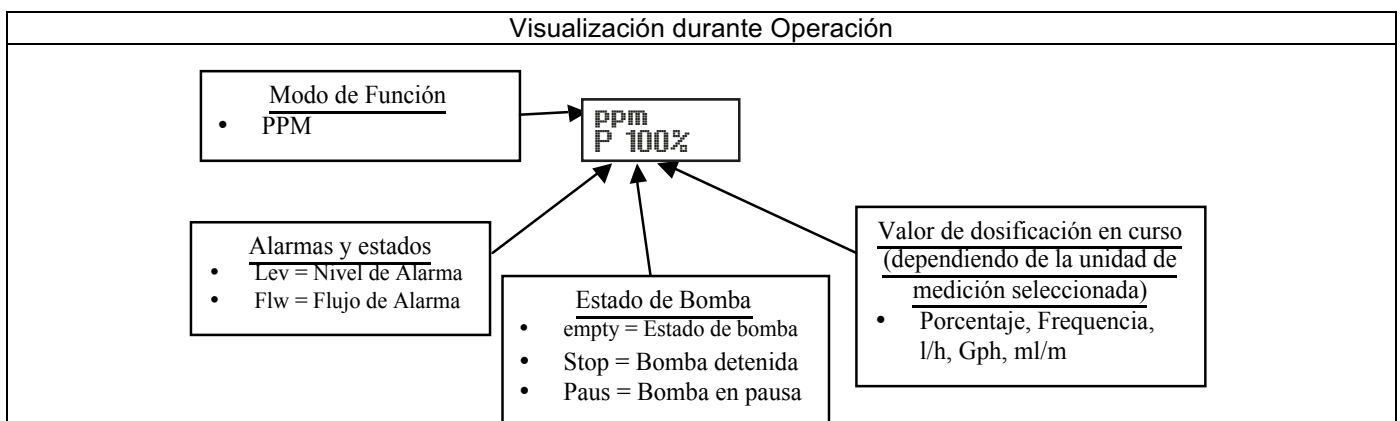 Visualización durante Operación
Modo de Función
• PPM
ppm
P 100%
Alarmas y estados
• Lev = Nivel de Alarma
• Flw = Flujo de Alarma
Estado de Bomba
• empty = Estado de bomba
• Stop = Bomba detenida
• Paus = Bomba en pausa
Valor de dosificación en curso
(dependiendo de la unidad de
medición seleccionada)
• Porcentaje, Frequencia,
l/h, Gph, ml/m